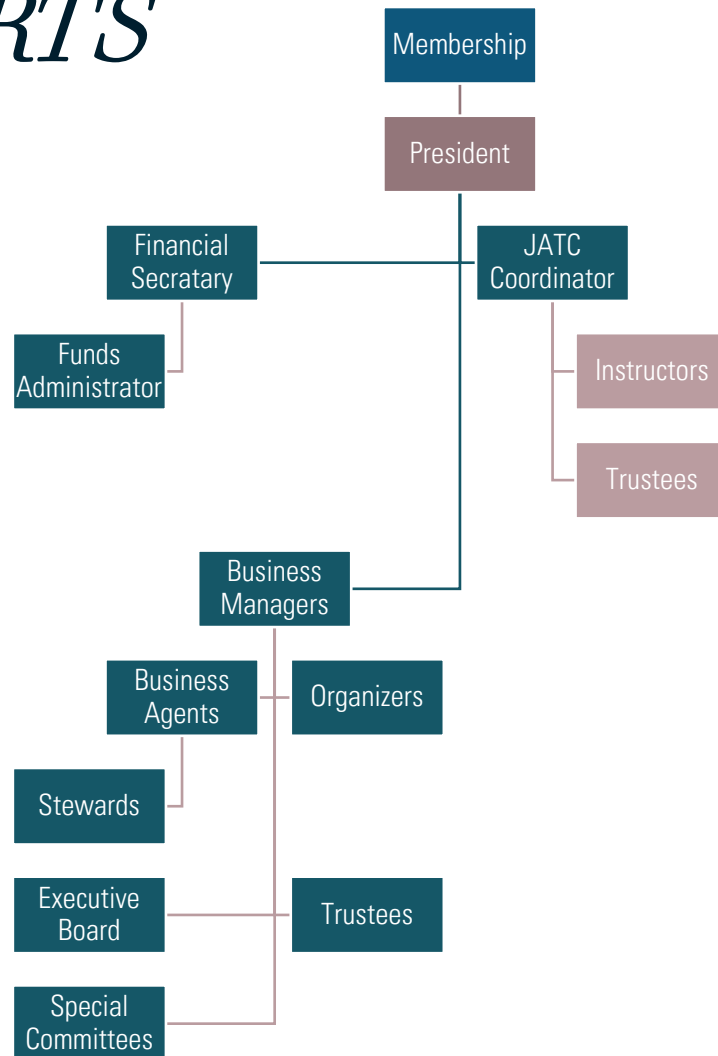 RTS
Membership
President
Financial
Secratary
JATC
Coordinator
Funds
Administrator
Instructors
Trustees
Business
Managers
Business
Agents
Organizers
Stewards
Executive
Board
Trustees
Special
Committees